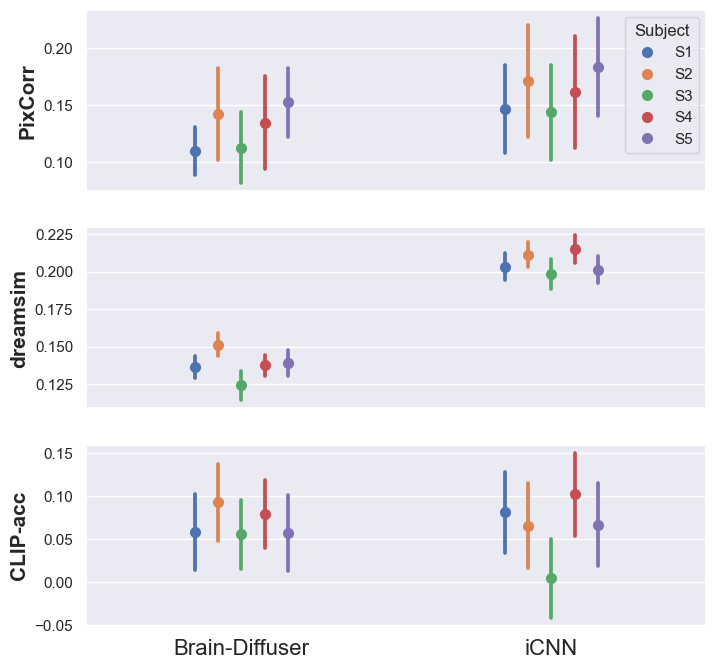 PixCorr
0.20
0.15
0.10
Subject
S1
S2
S3
S4
S5
dreamsim
0.225
0.200
0.175
0.150
0.125
CLIP-acc
0.15
0.10
0.05
0.00
−0.05
Brain-Diffuser
iCNN